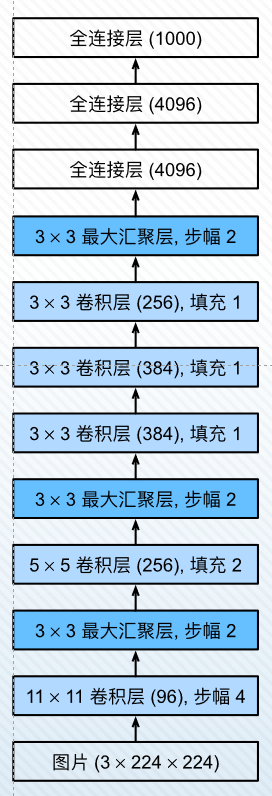 全连接层 (1000)
全连接层 (4096)
全连接层 (4096)
3 × 3 最大汇聚层, 步幅 2
3 × 3 卷积层 (256), 填充 1
3 × 3 卷积层 (384), 填充 1
3 × 3 卷积层 (384), 填充 1
3 × 3 最大汇聚层, 步幅 2
5 × 5 卷积层 (256), 填充 2
3 × 3 最大汇聚层, 步幅 2
11 × 11 卷积层 (96), 步幅 4
图片 (3 × 224 × 224)